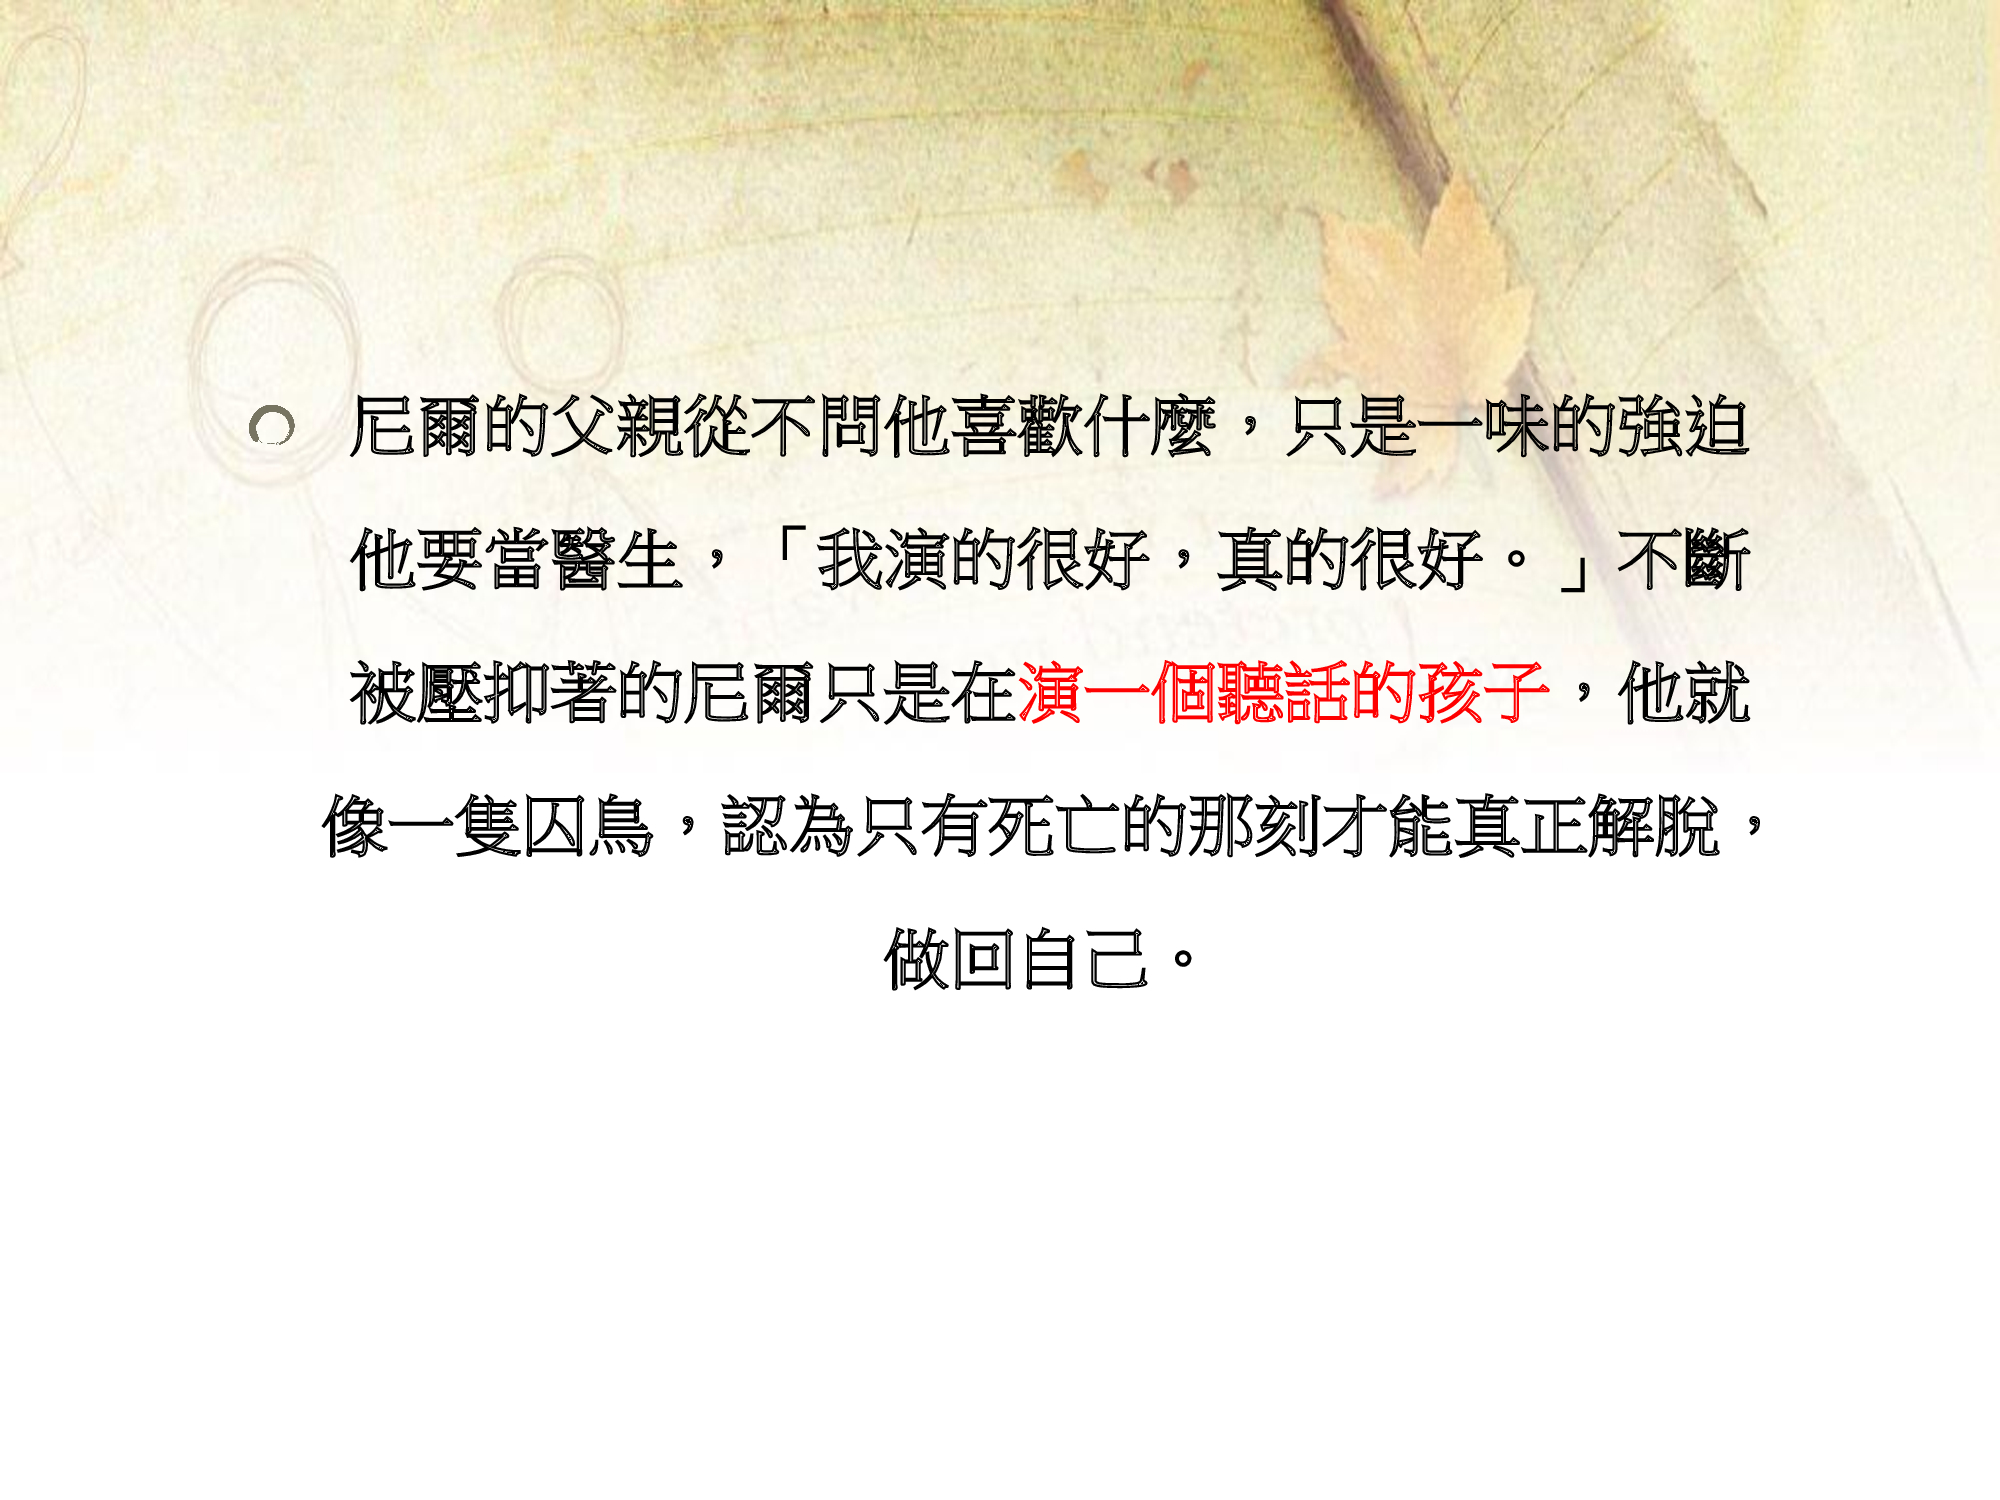 尼爾的父親從不問他喜歡什麼，只是一味的強迫
他要當醫生，「我演的很好，真的很好。」不斷
被壓抑著的尼爾只是在演一個聽話的孩子，他就
像一隻囚鳥，認為只有死亡的那刻才能真正解脫，
做回自己。